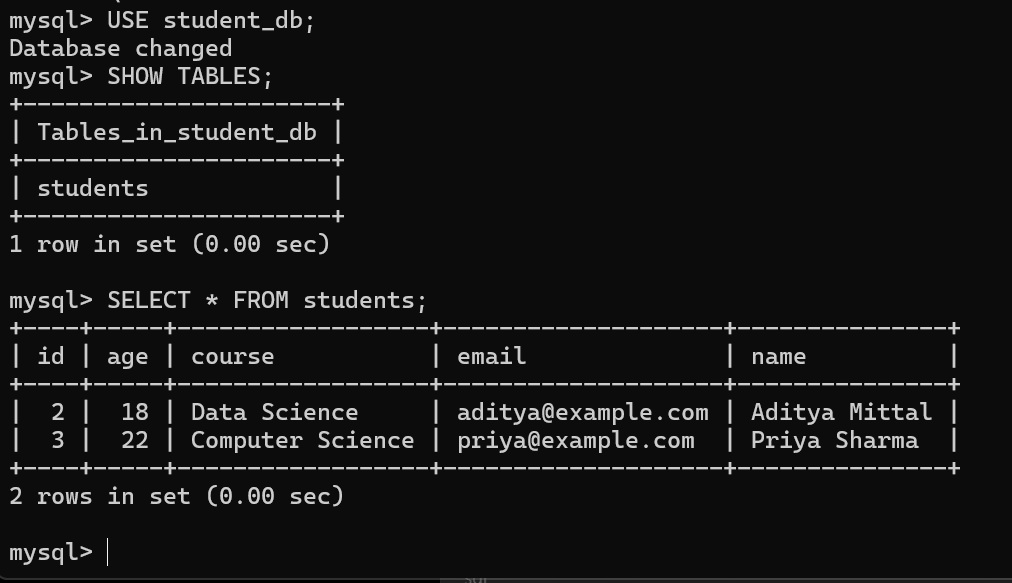 mysql> USE student_db;
Database changed
mysql> SHOW TABLES;
+----------------------+
| Tables_in_student_db |
+----------------------+
| students             |
+----------------------+
1 row in set (0.00 sec)

mysql> SELECT * FROM students;
+----+-----+------------------+--------------------+---------------+
| id | age | course           | email              | name          |
+----+-----+------------------+--------------------+---------------+
|  2 |  18 | Data Science     | aditya@example.com | Aditya Mittal |
|  3 |  22 | Computer Science | priya@example.com  | Priya Sharma  |
+----+-----+------------------+--------------------+---------------+
2 rows in set (0.00 sec)

mysql>